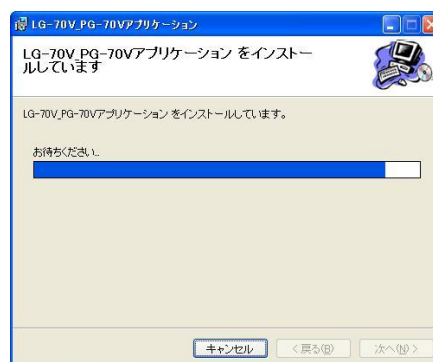 LG-70V_PG-70Vアプリケーション
LG-70V_PG-70Vアプリケーション をインストー
ルしています
LG-70V_PG-70Vアプリケーション をインストールしています。
お待ちください...
キャンセル
< 戻る(B)
次へ(N) >